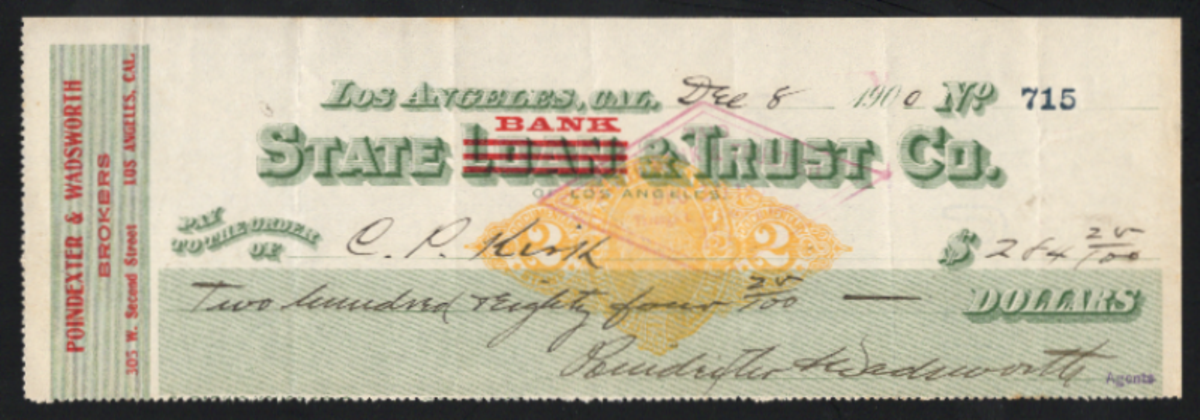 POINDEXTER & WADSWORTH
BROKERS
305 W. Second Street LOS ANGELES, CAL.
LOS ANGELES, CAL. Dec 8 1900 No 715
BANK
STATE LOAN & TRUST CO.
OF LOS ANGELES
PAY TO THE ORDER OF C. P. Kirk $ 284 25/100
2 2
Two hundred & Eighty four 25/100 — DOLLARS
Poindexter & Wadsworth
Agents